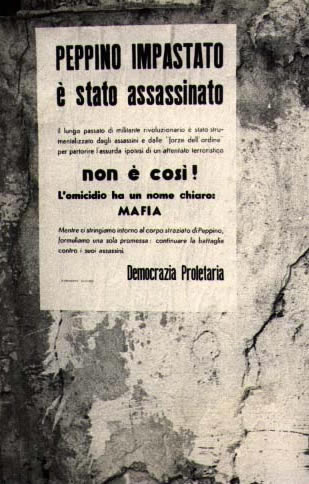 PEPPINO IMPASTATO
è stato assassinato
Il lungo passato di militante rivoluzionario è stato stru-
mentalizzato dagli assassini e dalle "forze dell'ordine"
per partorire l'assurda ipotesi di un attentato terroristico
non è così!
L'omicidio ha un nome chiaro:
MAFIA
Mentre ci stringiamo intorno al corpo straziato di Peppino,
formuliamo una sola promessa: continuare la battaglia
contro i suoi assassini.
Democrazia Proletaria